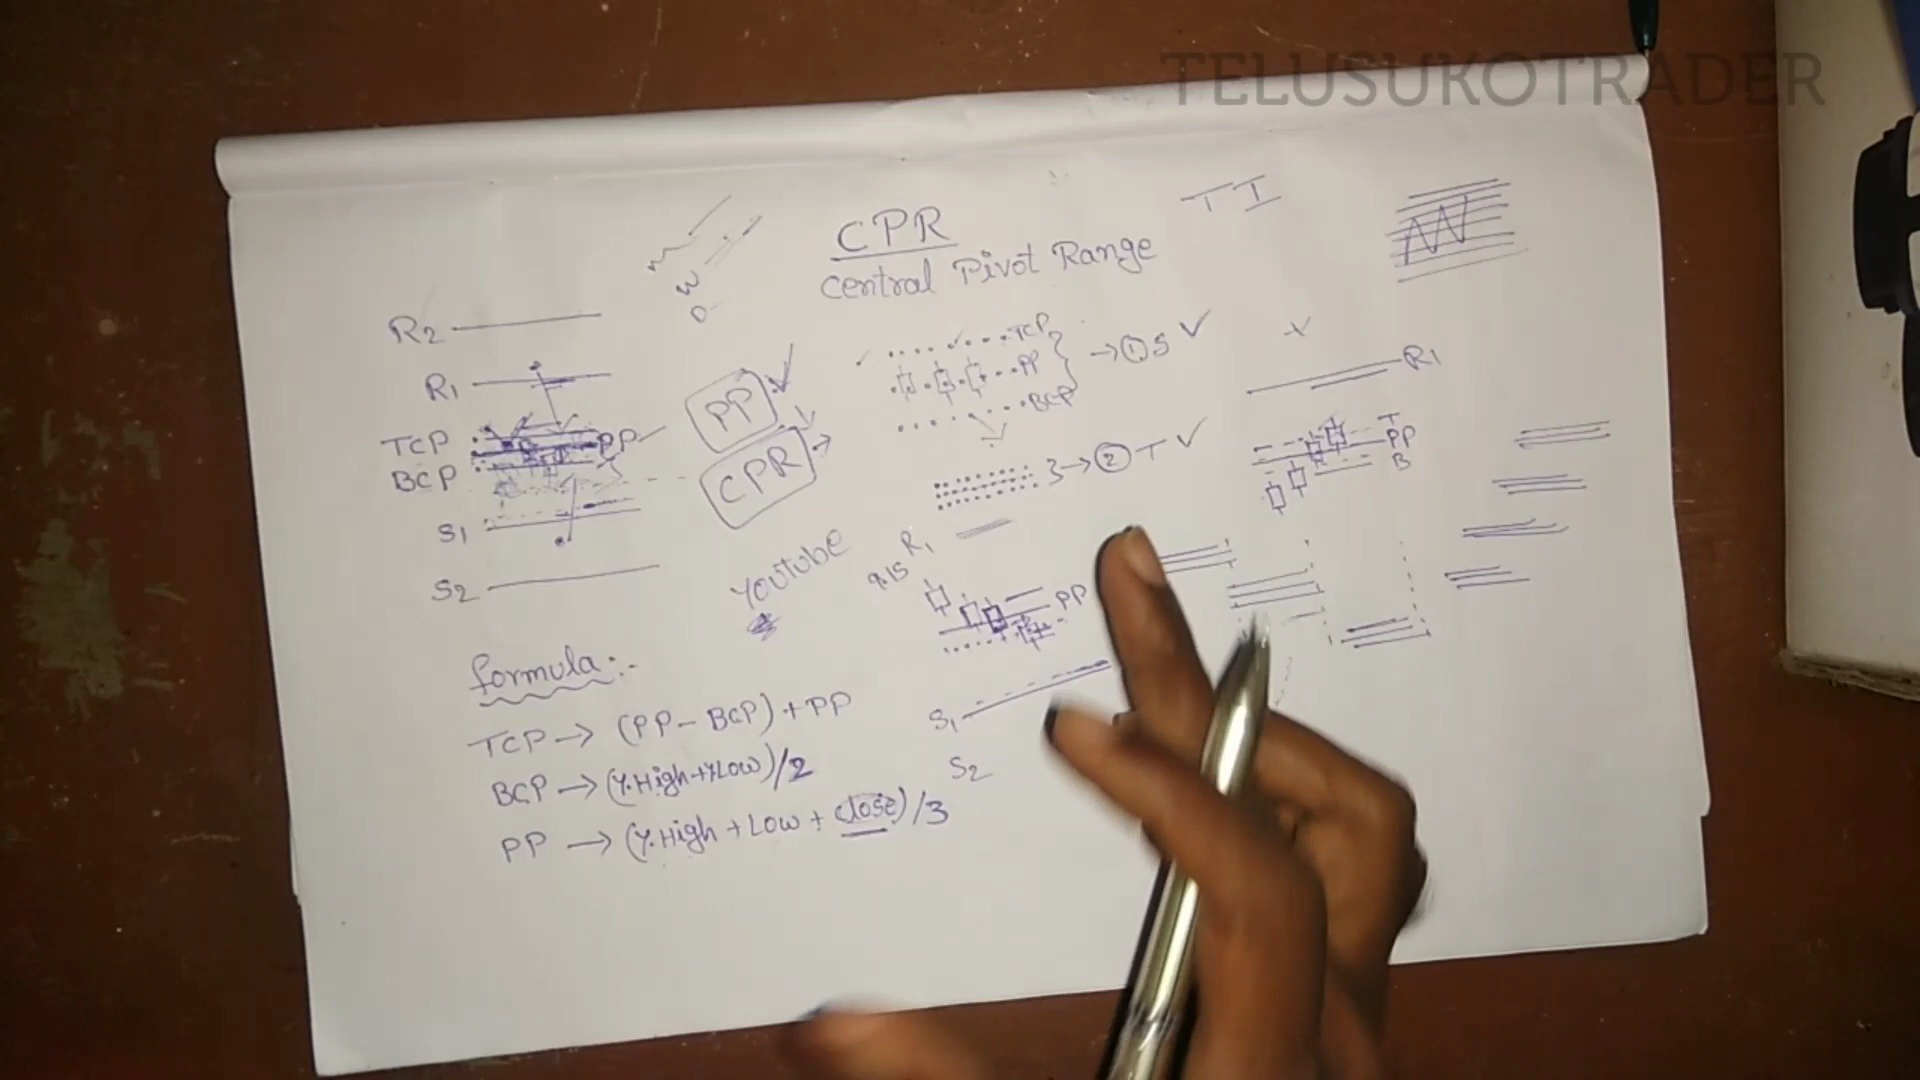 TELUSUKOTRADER
TI
CPR
Central Pivot Range
W
D
R2
R1
TCP
PP
BCP
S1
S2
PP
CPR
TCP
PP
BCP
→ ① S ✓
→ ② T ✓
R1
T
PP
B
Youtube
9.15
R1
PP
S1
S2
formula:-
TCP → (PP - BCP) + PP
BCP → (Y.High+YLow)/2
PP → (Y.High + Low + Close)/3